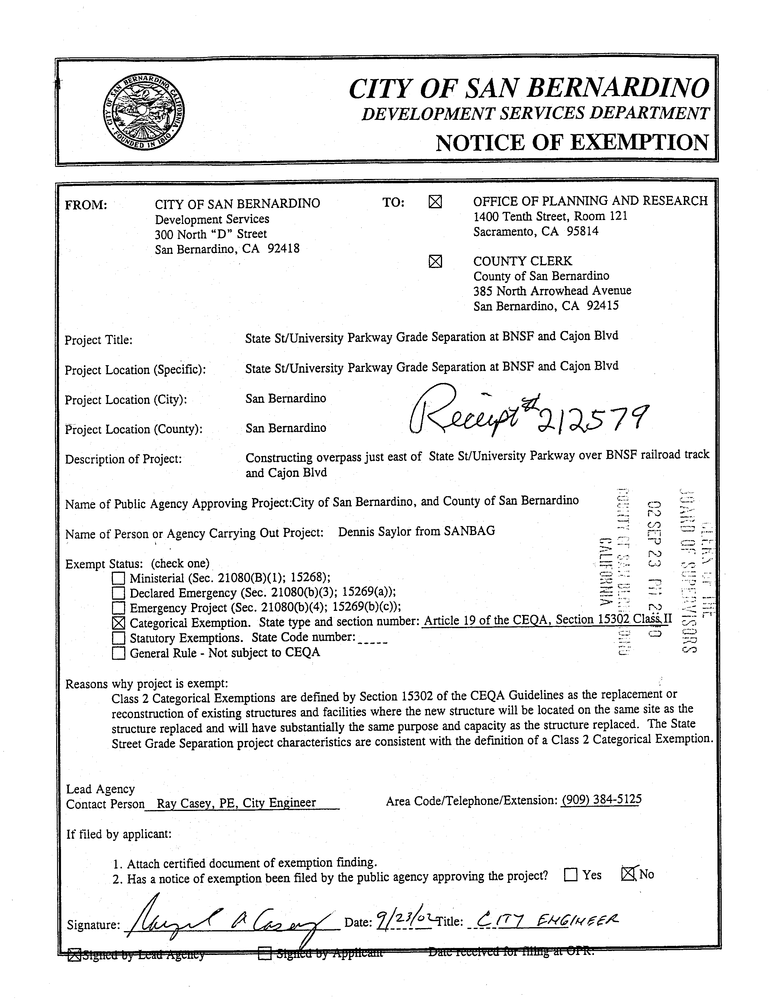 CITY OF SAN BERNARDINO, CALIFORNIA
FOUNDED IN 1810
CITY OF SAN BERNARDINO
DEVELOPMENT SERVICES DEPARTMENT
NOTICE OF EXEMPTION
FROM: CITY OF SAN BERNARDINO
Development Services
300 North “D” Street
San Bernardino, CA 92418
TO: ☒ OFFICE OF PLANNING AND RESEARCH
1400 Tenth Street, Room 121
Sacramento, CA 95814
☒ COUNTY CLERK
County of San Bernardino
385 North Arrowhead Avenue
San Bernardino, CA 92415
Project Title: State St/University Parkway Grade Separation at BNSF and Cajon Blvd
Project Location (Specific): State St/University Parkway Grade Separation at BNSF and Cajon Blvd
Project Location (City): San Bernardino
Receipt # 212579
Project Location (County): San Bernardino
Description of Project: Constructing overpass just east of State St/University Parkway over BNSF railroad track
and Cajon Blvd
Name of Public Agency Approving Project:City of San Bernardino, and County of San Bernardino
Name of Person or Agency Carrying Out Project: Dennis Saylor from SANBAG
CLERK OF THE
BOARD OF SUPERVISORS
02 SEP 23 PM 2:
COUNTY OF SAN BERNARDINO
CALIFORNIA
Exempt Status: (check one)
☐ Ministerial (Sec. 21080(B)(1); 15268);
☐ Declared Emergency (Sec. 21080(b)(3); 15269(a));
☐ Emergency Project (Sec. 21080(b)(4); 15269(b)(c));
☒ Categorical Exemption. State type and section number: Article 19 of the CEQA, Section 15302 Class II
☐ Statutory Exemptions. State Code number: _____
☐ General Rule - Not subject to CEQA
Reasons why project is exempt:
Class 2 Categorical Exemptions are defined by Section 15302 of the CEQA Guidelines as the replacement or
reconstruction of existing structures and facilities where the new structure will be located on the same site as the
structure replaced and will have substantially the same purpose and capacity as the structure replaced. The State
Street Grade Separation project characteristics are consistent with the definition of a Class 2 Categorical Exemption.
Lead Agency
Contact Person Ray Casey, PE, City Engineer Area Code/Telephone/Extension: (909) 384-5125
If filed by applicant:
1. Attach certified document of exemption finding.
2. Has a notice of exemption been filed by the public agency approving the project? ☐ Yes ☒ No
Signature: A Casey Date: 9/23/02 Title: CITY ENGINEER
☒ Signed by Lead Agency ☐ Signed by Applicant Date received for filing at OPR: